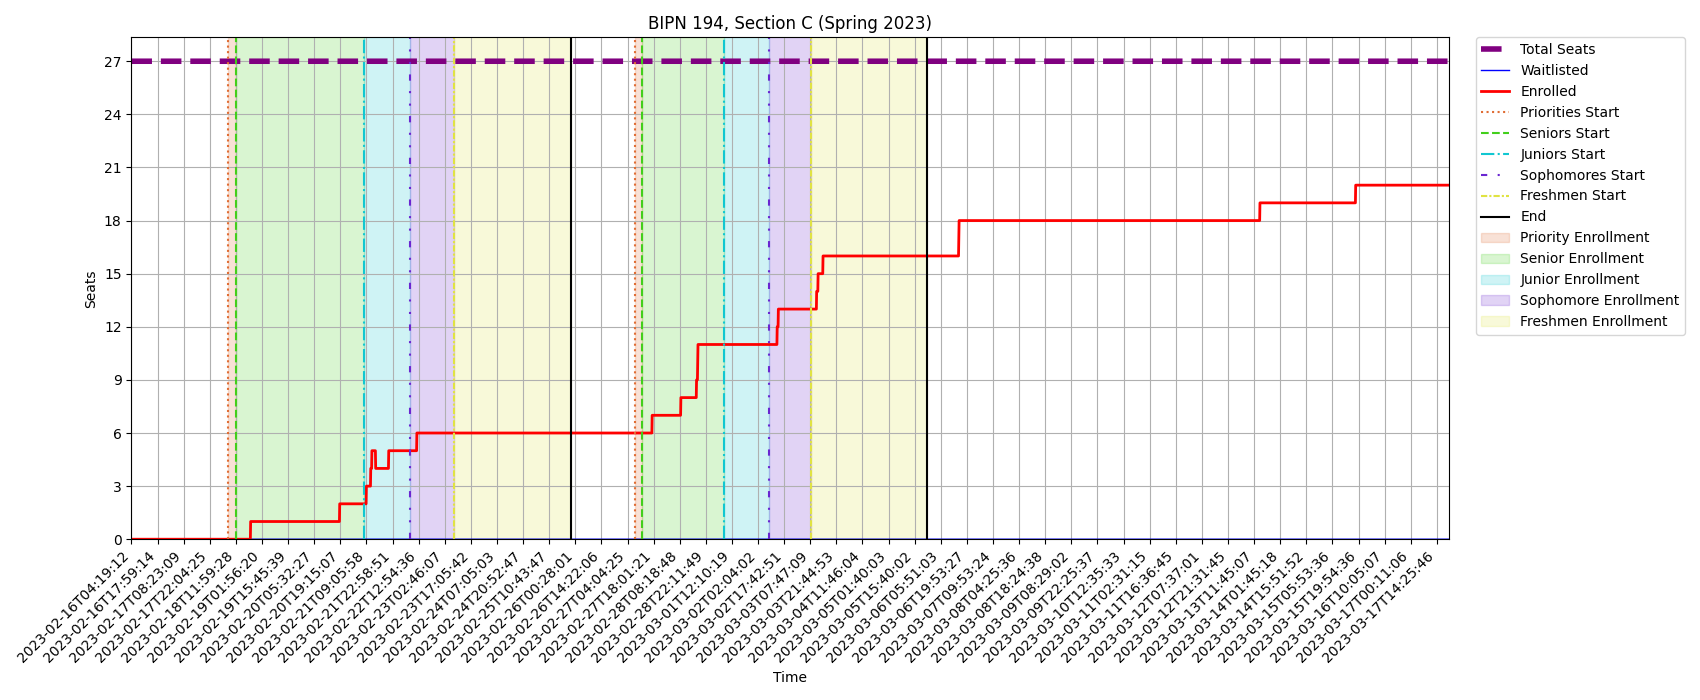 BIPN 194, Section C (Spring 2023)
Seats
27
24
21
18
15
12
9
6
3
0
2023-02-16T04:19:12
2023-02-16T17:59:14
2023-02-17T08:23:09
2023-02-17T22:04:25
2023-02-18T11:59:28
2023-02-19T01:56:20
2023-02-19T15:45:39
2023-02-20T05:32:27
2023-02-20T19:15:07
2023-02-21T09:05:58
2023-02-21T22:58:51
2023-02-22T12:54:36
2023-02-23T02:46:07
2023-02-23T17:05:42
2023-02-24T07:05:03
2023-02-24T20:52:47
2023-02-25T10:43:47
2023-02-26T00:28:01
2023-02-26T14:22:06
2023-02-27T04:04:25
2023-02-27T18:01:21
2023-02-28T08:18:48
2023-02-28T22:11:49
2023-03-01T12:10:19
2023-03-02T02:04:02
2023-03-02T17:42:51
2023-03-03T07:47:09
2023-03-03T21:44:53
2023-03-04T11:46:04
2023-03-05T01:40:03
2023-03-05T15:40:02
2023-03-06T05:51:03
2023-03-06T19:53:27
2023-03-07T09:53:24
2023-03-08T04:25:36
2023-03-08T18:24:38
2023-03-09T08:29:02
2023-03-09T22:25:37
2023-03-10T12:35:33
2023-03-11T02:31:15
2023-03-11T16:36:45
2023-03-12T07:37:01
2023-03-12T21:31:45
2023-03-13T11:45:07
2023-03-14T01:45:18
2023-03-14T15:51:52
2023-03-15T05:53:36
2023-03-15T19:54:36
2023-03-16T10:05:07
2023-03-17T00:11:06
2023-03-17T14:25:46
Time
Total Seats
Waitlisted
Enrolled
Priorities Start
Seniors Start
Juniors Start
Sophomores Start
Freshmen Start
End
Priority Enrollment
Senior Enrollment
Junior Enrollment
Sophomore Enrollment
Freshmen Enrollment